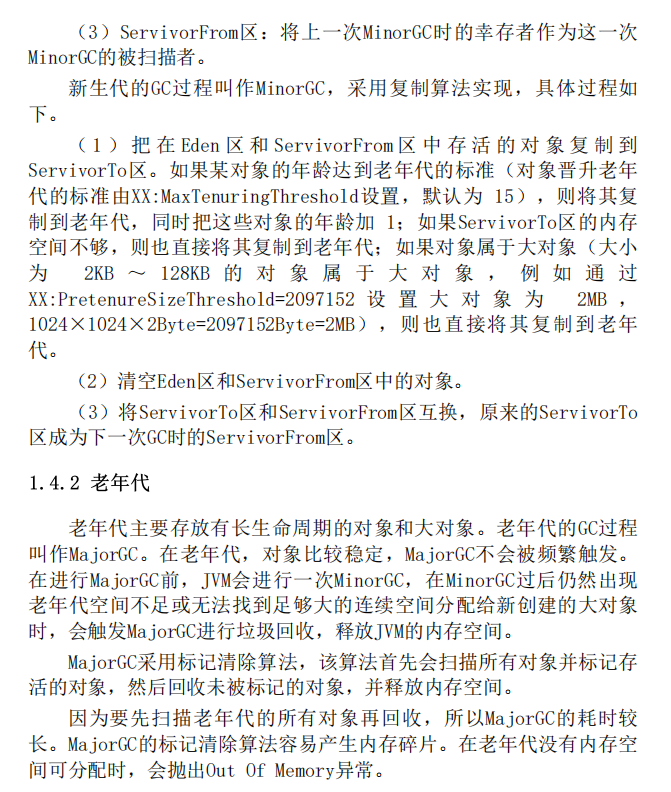 （3）ServivorFrom区：将上一次MinorGC时的幸存者作为这一次
MinorGC的被扫描者。
新生代的GC过程叫作MinorGC，采用复制算法实现，具体过程如
下。
（1）把在Eden区和ServivorFrom区中存活的对象复制到
ServivorTo区。如果某对象的年龄达到老年代的标准（对象晋升老年
代的标准由XX:MaxTenuringThreshold设置，默认为 15），则将其复
制到老年代，同时把这些对象的年龄加 1；如果ServivorTo区的内存
空间不够，则也直接将其复制到老年代；如果对象属于大对象（大小
为 2KB～128KB的对象属于大对象，例如通过
XX:PretenureSizeThreshold=2097152设置大对象为 2MB，
1024×1024×2Byte=2097152Byte=2MB），则也直接将其复制到老年
代。
（2）清空Eden区和ServivorFrom区中的对象。
（3）将ServivorTo区和ServivorFrom区互换，原来的ServivorTo
区成为下一次GC时的ServivorFrom区。
1.4.2 老年代
老年代主要存放有长生命周期的对象和大对象。老年代的GC过程
叫作MajorGC。在老年代，对象比较稳定，MajorGC不会被频繁触发。
在进行MajorGC前，JVM会进行一次MinorGC，在MinorGC过后仍然出现
老年代空间不足或无法找到足够大的连续空间分配给新创建的大对象
时，会触发MajorGC进行垃圾回收，释放JVM的内存空间。
MajorGC采用标记清除算法，该算法首先会扫描所有对象并标记存
活的对象，然后回收未被标记的对象，并释放内存空间。
因为要先扫描老年代的所有对象再回收，所以MajorGC的耗时较
长。MajorGC的标记清除算法容易产生内存碎片。在老年代没有内存空
间可分配时，会抛出Out Of Memory异常。